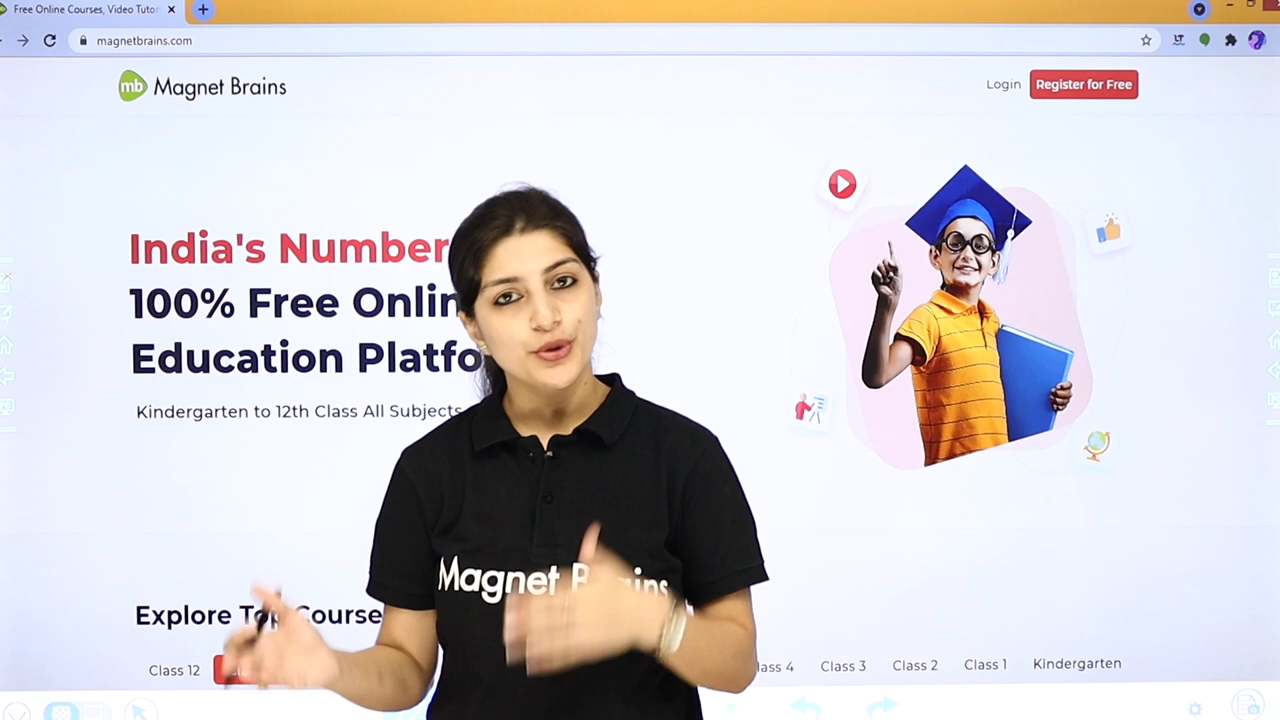 Free Online Courses, Video Tutor
magnetbrains.com
mb Magnet Brains
Login Register for Free
India's Number
100% Free Onlin
Education Platfo
Kindergarten to 12th Class All Subjects
Magnet Brains
Explore Top Course
Class 12 Class 4 Class 3 Class 2 Class 1 Kindergarten